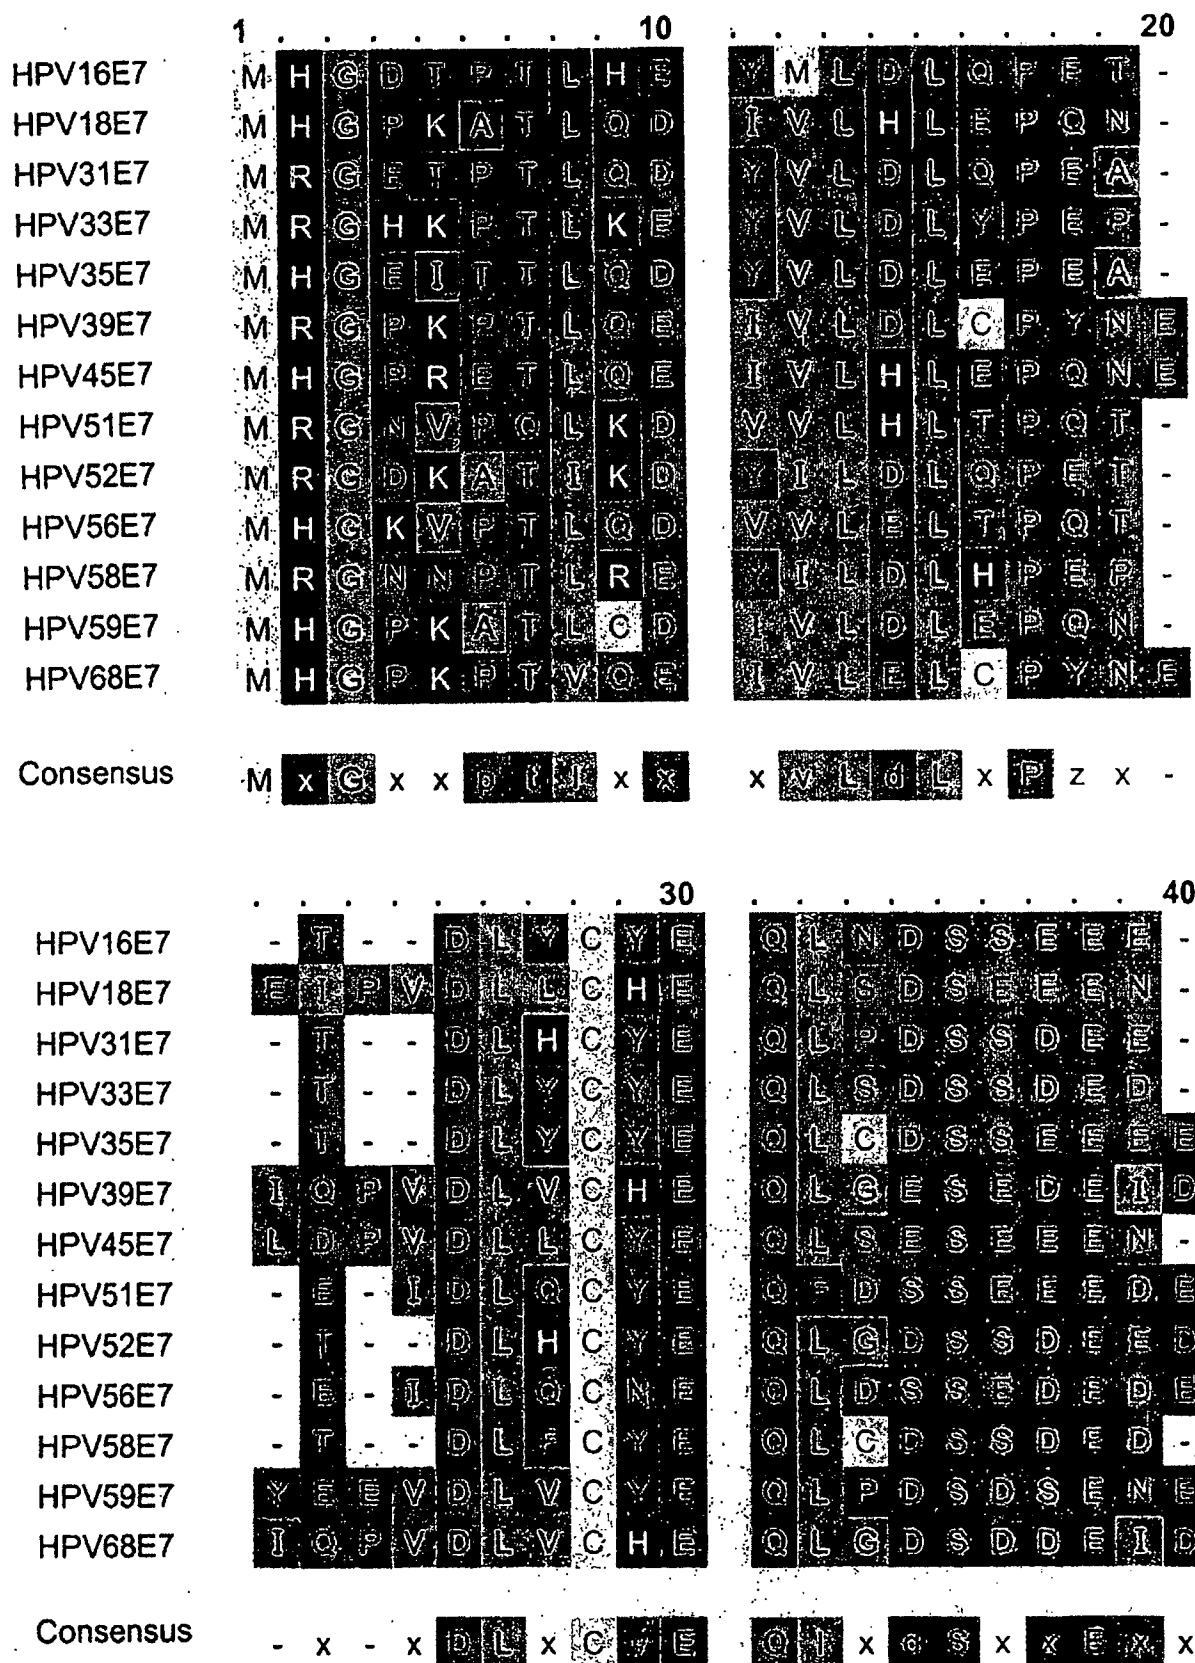 1 . . . . . . . . 10 . . . . . . . . . 20
HPV16E7 M H G D T P T L H E Y M L D L Q P E T -
HPV18E7 M H G P K A T L Q D I V L H L E P Q N -
HPV31E7 M R G E T P T L Q D Y V L D L Q P E A -
HPV33E7 M R G H K P T L K E Y V L D L Y P E P -
HPV35E7 M H G E I T T L Q D Y V L D L E P E A -
HPV39E7 M R G P K P T L Q E I V L D L C P Y N E
HPV45E7 M H G P R E T L Q E I V L H L E P Q N E
HPV51E7 M R G N V P Q L K D V V L H L T P Q T -
HPV52E7 M R G D K A T I K D Y I L D L Q P E T -
HPV56E7 M H G K V P T L Q D V V L E L T P Q T -
HPV58E7 M R G N N P T L R E Y I L D L H P E P -
HPV59E7 M H G P K A T L C D I V L D L E P Q N -
HPV68E7 M H G P K P T V Q E I V L E L C P Y N E
Consensus M x G x x p t l x x x v L d L x P z x -
. . . . . . . . . 30 . . . . . . . . . 40
HPV16E7 - T - - D L Y C Y E Q L N D S S E E E -
HPV18E7 E I P V D L L C H E Q L S D S E E E N -
HPV31E7 - T - - D L H C Y E Q L P D S S D E E -
HPV33E7 - T - - D L Y C Y E Q L S D S S D E D -
HPV35E7 - T - - D L Y C Y E Q L C D S S E E E E
HPV39E7 I Q P V D L V C H E Q L G E S E D E I D
HPV45E7 L D P V D L L C Y E Q L S E S E E E N -
HPV51E7 - E - I D L Q C Y E Q F D S S E E E D E
HPV52E7 - T - - D L H C Y E Q L G D S S D E E D
HPV56E7 - E - I D L Q C N E Q L D S S E D E D E
HPV58E7 - T - - D L F C Y E Q L C D S S D E D -
HPV59E7 Y E E V D L V C Y E Q L P D S D S E N E
HPV68E7 I Q P V D L V C H E Q L G D S D D E I D
Consensus - x - x D L x C y E Q l x d S x x E x x